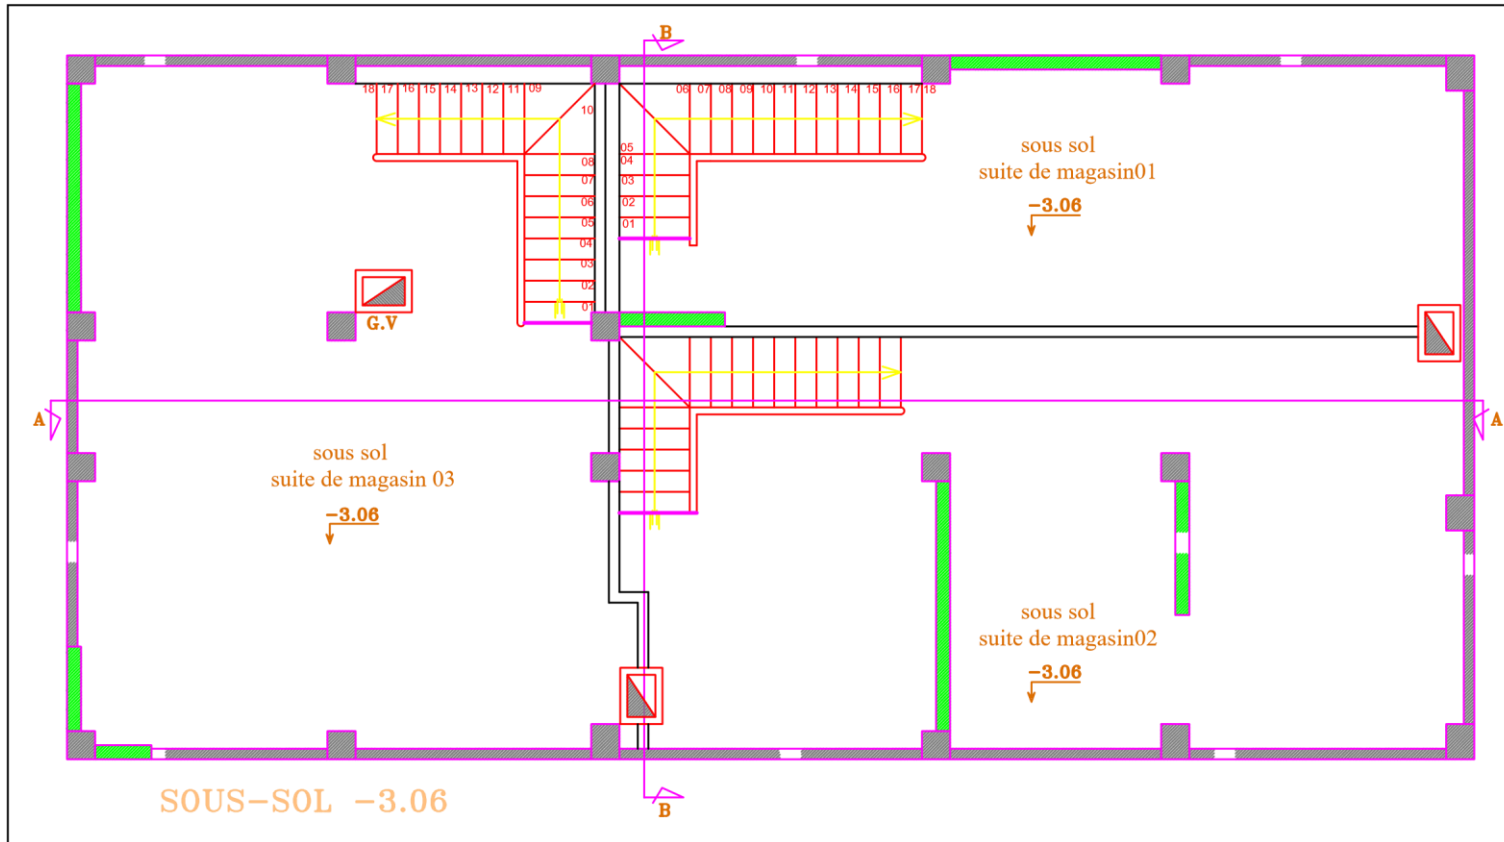 B
18 17 16 15 14 13 12 11 09
10
08
07
06
05
04
03
02
01
06 07 08 09 10 11 12 13 14 15 16 17 18
05
04
03
02
01
sous sol
suite de magasin01
-3.06
G.V
A
A
sous sol
suite de magasin 03
-3.06
sous sol
suite de magasin02
-3.06
SOUS-SOL -3.06
B